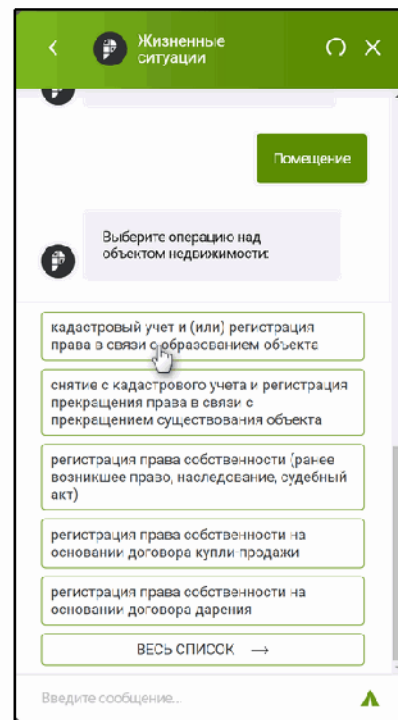 Жизненные
ситуации
Помещение
Выберите операцию над
объектом недвижимости:
кадастровый учет и (или) регистрация
права в связи с образованием объекта
снятие с кадастрового учета и регистрация
прекращения права в связи с
прекращением существования объекта
регистрация права собственности (ранее
возникшее право, наследование, судебный
акт)
регистрация права собственности на
основании договора купли-продажи
регистрация права собственности на
основании договора дарения
ВЕСЬ СПИСОК →
Введите сообщение...